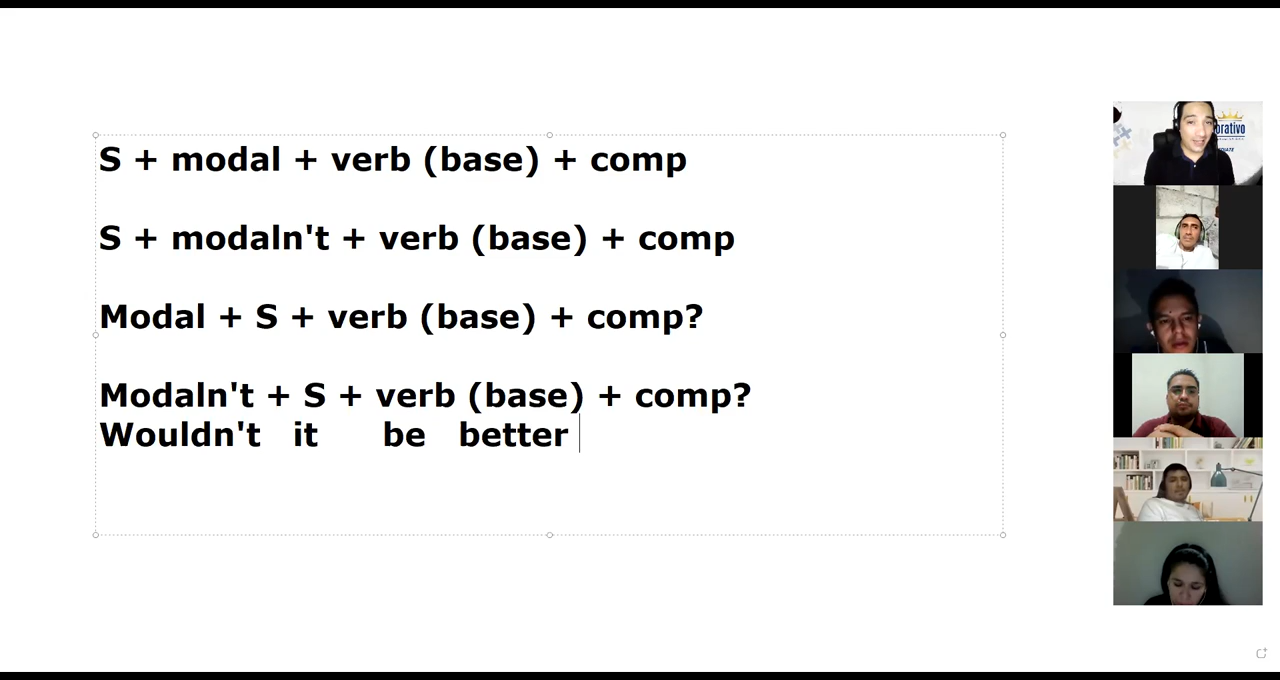 S + modal + verb (base) + comp
S + modaln't + verb (base) + comp
Modal + S + verb (base) + comp?
Modaln't + S + verb (base) + comp?
Wouldn't it be better
orativo